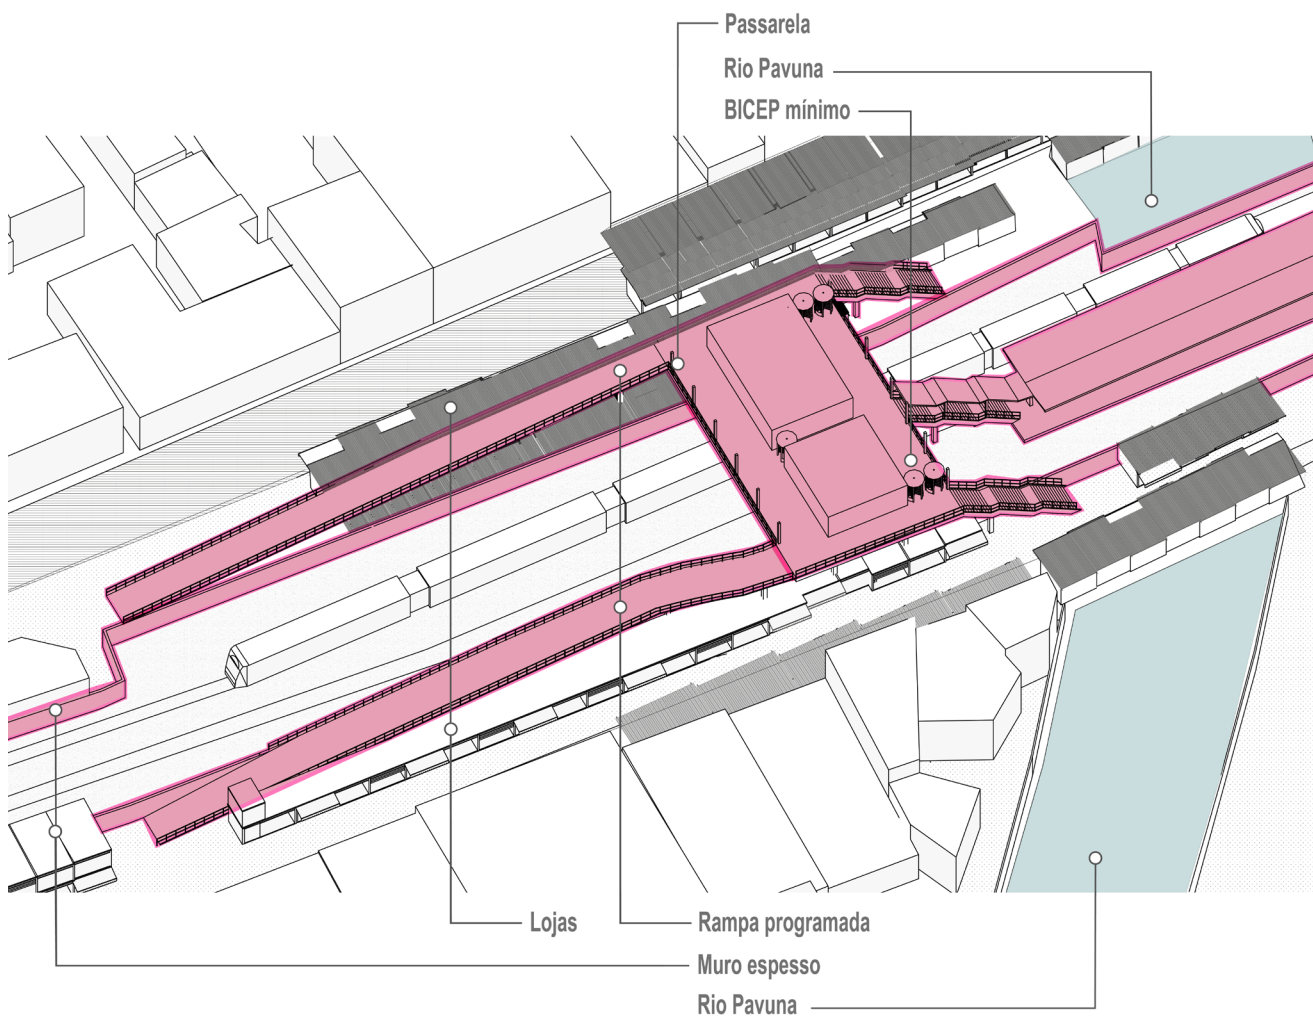 Passarela
Rio Pavuna
BICEP mínimo
Lojas
Rampa programada
Muro espesso
Rio Pavuna